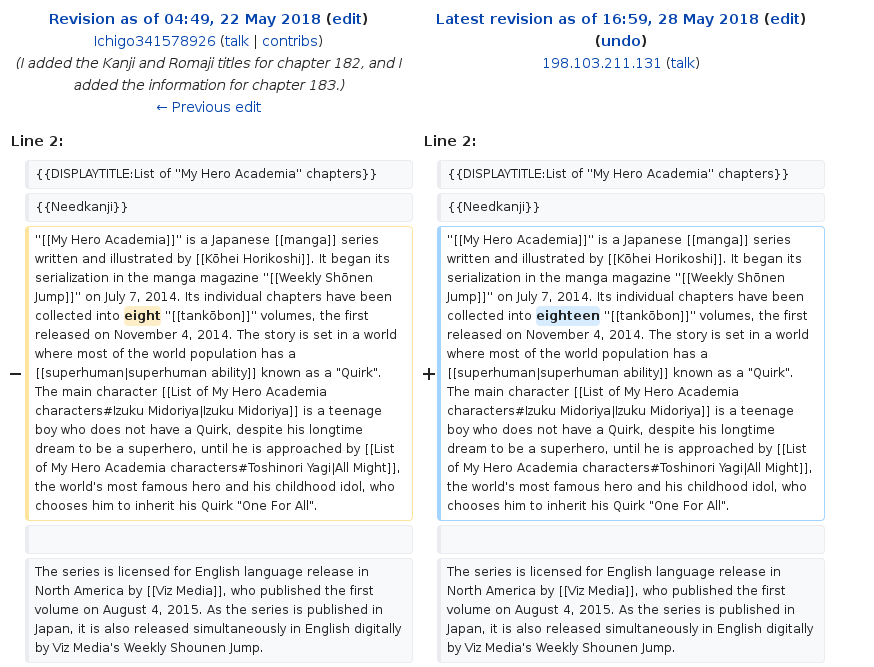 Revision as of 04:49, 22 May 2018 (edit)
Ichigo341578926 (talk | contribs)
(I added the Kanji and Romaji titles for chapter 182, and I
added the information for chapter 183.)
← Previous edit
Latest revision as of 16:59, 28 May 2018 (edit)
(undo)
198.103.211.131 (talk)
Line 2:
Line 2:
{{DISPLAYTITLE:List of ''My Hero Academia'' chapters}}
{{DISPLAYTITLE:List of ''My Hero Academia'' chapters}}
{{Needkanji}}
{{Needkanji}}
−
''[[My Hero Academia]]'' is a Japanese [[manga]] series
written and illustrated by [[Kōhei Horikoshi]]. It began its
serialization in the manga magazine ''[[Weekly Shōnen
Jump]]'' on July 7, 2014. Its individual chapters have been
collected into eight ''[[tankōbon]]'' volumes, the first
released on November 4, 2014. The story is set in a world
where most of the world population has a
[[superhuman|superhuman ability]] known as a "Quirk".
The main character [[List of My Hero Academia
characters#Izuku Midoriya|Izuku Midoriya]] is a teenage
boy who does not have a Quirk, despite his longtime
dream to be a superhero, until he is approached by [[List
of My Hero Academia characters#Toshinori Yagi|All Might]],
the world's most famous hero and his childhood idol, who
chooses him to inherit his Quirk "One For All".
+
''[[My Hero Academia]]'' is a Japanese [[manga]] series
written and illustrated by [[Kōhei Horikoshi]]. It began its
serialization in the manga magazine ''[[Weekly Shōnen
Jump]]'' on July 7, 2014. Its individual chapters have been
collected into eighteen ''[[tankōbon]]'' volumes, the first
released on November 4, 2014. The story is set in a world
where most of the world population has a
[[superhuman|superhuman ability]] known as a "Quirk".
The main character [[List of My Hero Academia
characters#Izuku Midoriya|Izuku Midoriya]] is a teenage
boy who does not have a Quirk, despite his longtime
dream to be a superhero, until he is approached by [[List
of My Hero Academia characters#Toshinori Yagi|All Might]],
the world's most famous hero and his childhood idol, who
chooses him to inherit his Quirk "One For All".
The series is licensed for English language release in
North America by [[Viz Media]], who published the first
volume on August 4, 2015. As the series is published in
Japan, it is also released simultaneously in English digitally
by Viz Media's Weekly Shounen Jump.
The series is licensed for English language release in
North America by [[Viz Media]], who published the first
volume on August 4, 2015. As the series is published in
Japan, it is also released simultaneously in English digitally
by Viz Media's Weekly Shounen Jump.